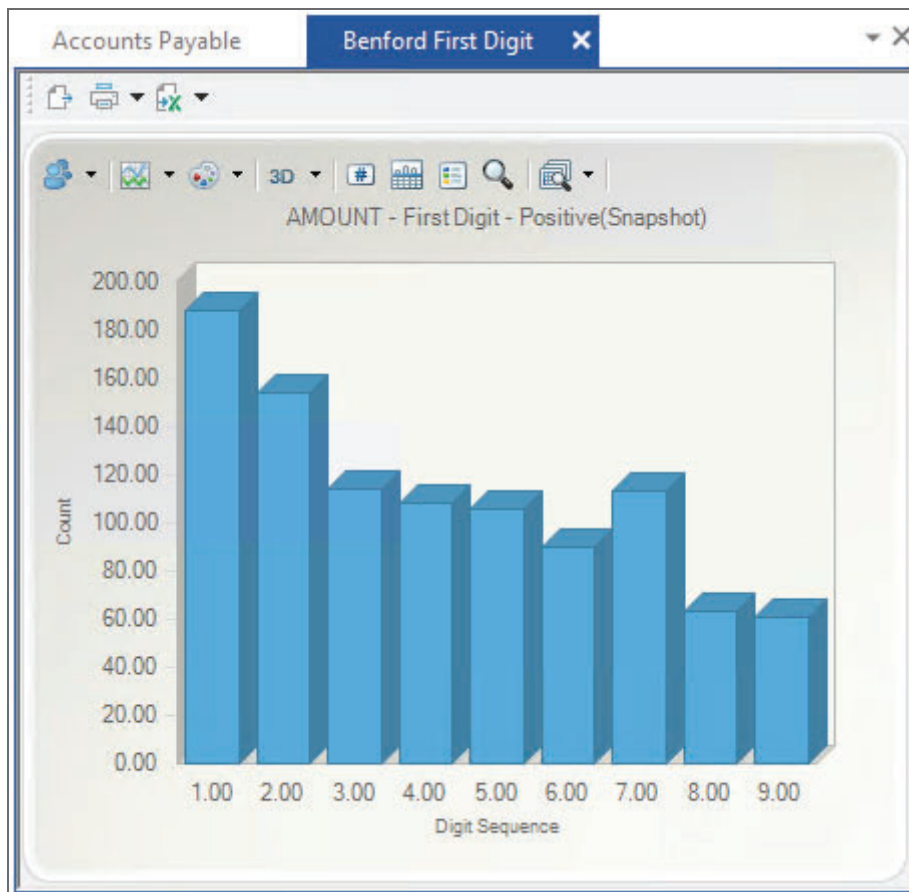 Accounts Payable
Benford First Digit
3D
#
AMOUNT - First Digit - Positive(Snapshot)
200.00
180.00
160.00
140.00
120.00
100.00
80.00
60.00
40.00
20.00
0.00
Count
1.00 2.00 3.00 4.00 5.00 6.00 7.00 8.00 9.00
Digit Sequence